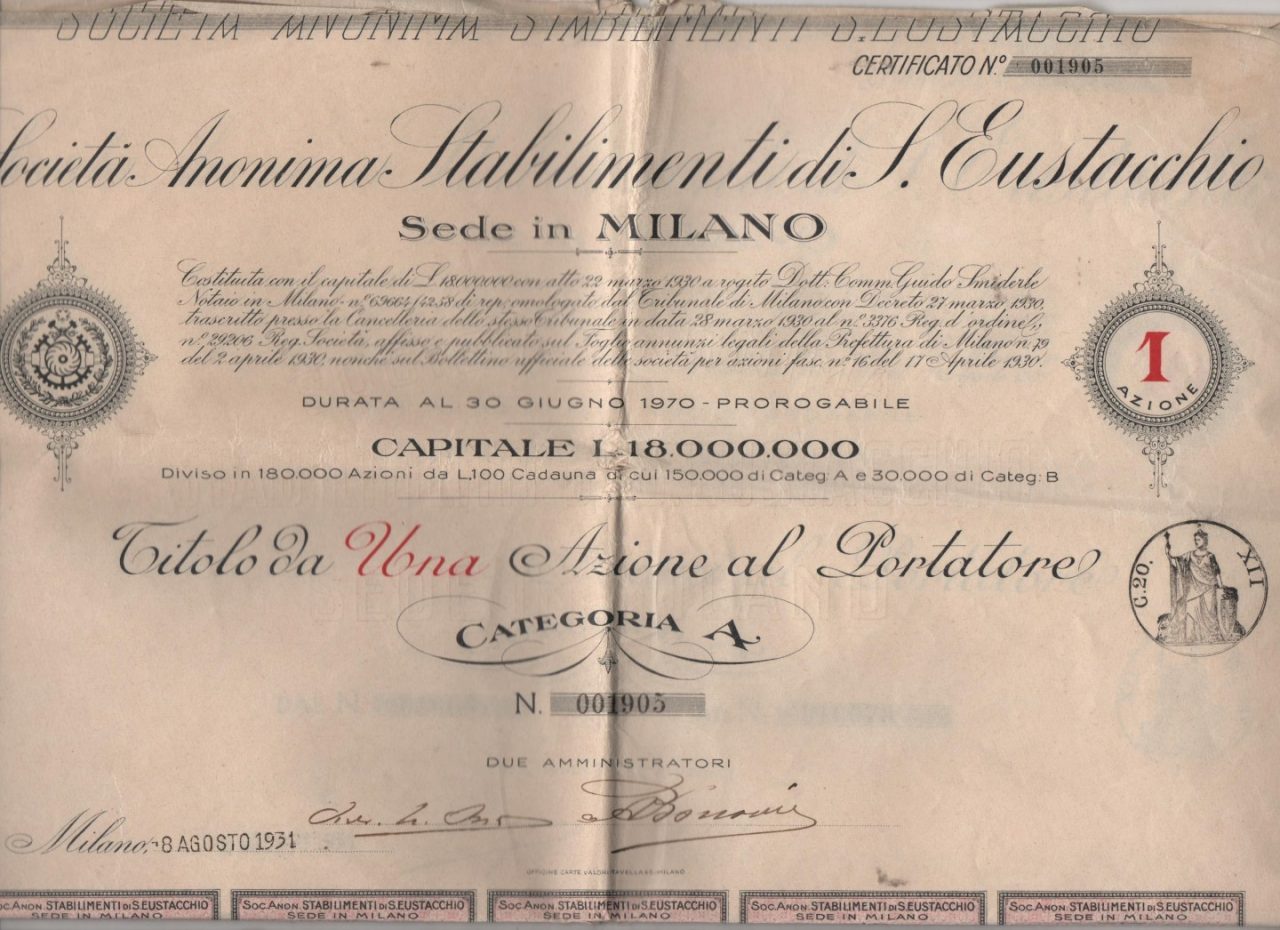 SOCIETA ANONIMA STABILIMENTI S. EUSTACCHIO
CERTIFICATO N.° 001905
Società Anonima Stabilimenti di S. Eustacchio
Sede in MILANO
Costituita con il capitale di L. 18000000 con atto 22 marzo 1930 a rogito Dott. Comm. Guido Smiderle
Notaio in Milano - n.° 69664/4258 di rep. omologato dal Tribunale di Milano con Decreto 27 marzo 1930,
trascritto presso la Cancelleria dello stesso Tribunale in data 28 marzo 1930 al n.° 3376 Reg. d'ordine,
n.° 29206 Reg. Società, affisso e pubblicato sul Foglio annunzi legali della Prefettura di Milano n. 79
del 2 aprile 1930, nonchè sul Bollettino ufficiale delle società per azioni fasc. n.° 16 del 17 Aprile 1930.
1
AZIONE
DURATA AL 30 GIUGNO 1970 - PROROGABILE
CAPITALE L. 18.000.000
Diviso in 180.000 Azioni da L. 100 Cadauna di cui 150.000 di Categ: A e 30.000 di Categ: B
Titolo da Una Azione al Portatore
C. 20. XII
CATEGORIA A
N. 001905
DUE AMMINISTRATORI
Milano, - 8 AGOSTO 1931
OFFICINE CARTE VALORI MILANO
SOC. ANON. STABILIMENTI DI S. EUSTACCHIO
SEDE IN MILANO
SOC. ANON. STABILIMENTI DI S. EUSTACCHIO
SEDE IN MILANO
SOC. ANON. STABILIMENTI DI S. EUSTACCHIO
SEDE IN MILANO
SOC. ANON. STABILIMENTI DI S. EUSTACCHIO
SEDE IN MILANO
SOC. ANON. STABILIMENTI DI S. EUSTACCHIO
SEDE IN MILANO